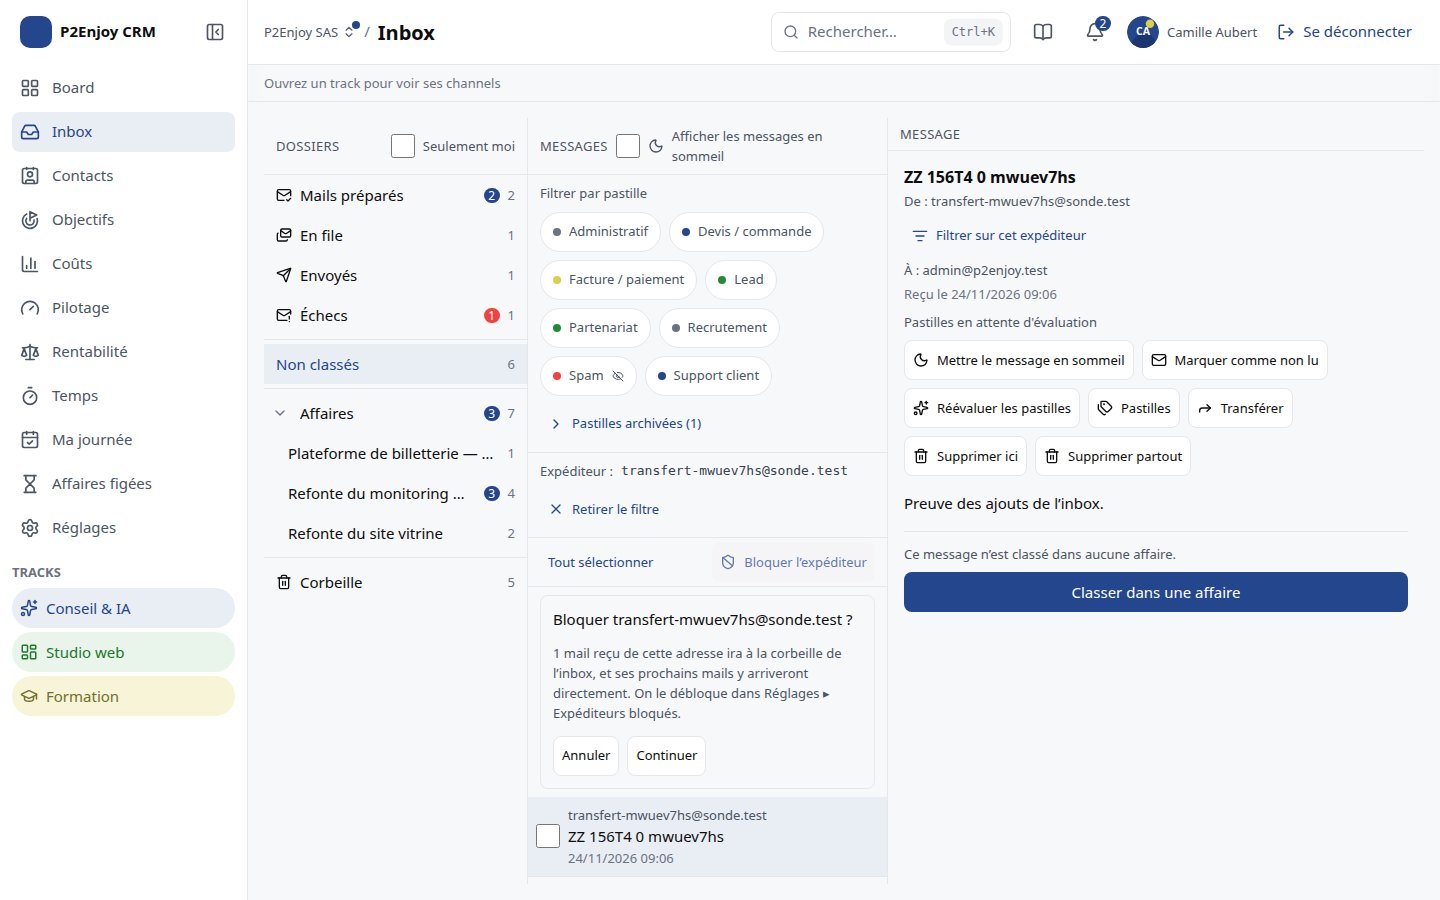 P2Enjoy CRM
Board
Inbox
Contacts
Objectifs
Coûts
Pilotage
Rentabilité
Temps
Ma journée
Affaires figées
Réglages
TRACKS
Conseil & IA
Studio web
Formation
P2Enjoy SAS / Inbox
Rechercher... Ctrl+K
2
CA Camille Aubert
Se déconnecter
Ouvrez un track pour voir ses channels
DOSSIERS Seulement moi
Mails préparés 2 2
En file 1
Envoyés 1
Échecs 1 1
Non classés 6
Affaires 3 7
Plateforme de billetterie — ... 1
Refonte du monitoring ... 3 4
Refonte du site vitrine 2
Corbeille 5
MESSAGES Afficher les messages en
sommeil
Filtrer par pastille
Administratif Devis / commande
Facture / paiement Lead
Partenariat Recrutement
Spam Support client
Pastilles archivées (1)
Expéditeur : transfert-mwuev7hs@sonde.test
Retirer le filtre
Tout sélectionner Bloquer l’expéditeur
Bloquer transfert-mwuev7hs@sonde.test ?
1 mail reçu de cette adresse ira à la corbeille de
l’inbox, et ses prochains mails y arriveront
directement. On le débloque dans Réglages ▸
Expéditeurs bloqués.
Annuler Continuer
transfert-mwuev7hs@sonde.test
ZZ 156T4 0 mwuev7hs
24/11/2026 09:06
MESSAGE
ZZ 156T4 0 mwuev7hs
De : transfert-mwuev7hs@sonde.test
Filtrer sur cet expéditeur
À : admin@p2enjoy.test
Reçu le 24/11/2026 09:06
Pastilles en attente d'évaluation
Mettre le message en sommeil Marquer comme non lu
Réévaluer les pastilles Pastilles Transférer
Supprimer ici Supprimer partout
Preuve des ajouts de l’inbox.
Ce message n’est classé dans aucune affaire.
Classer dans une affaire